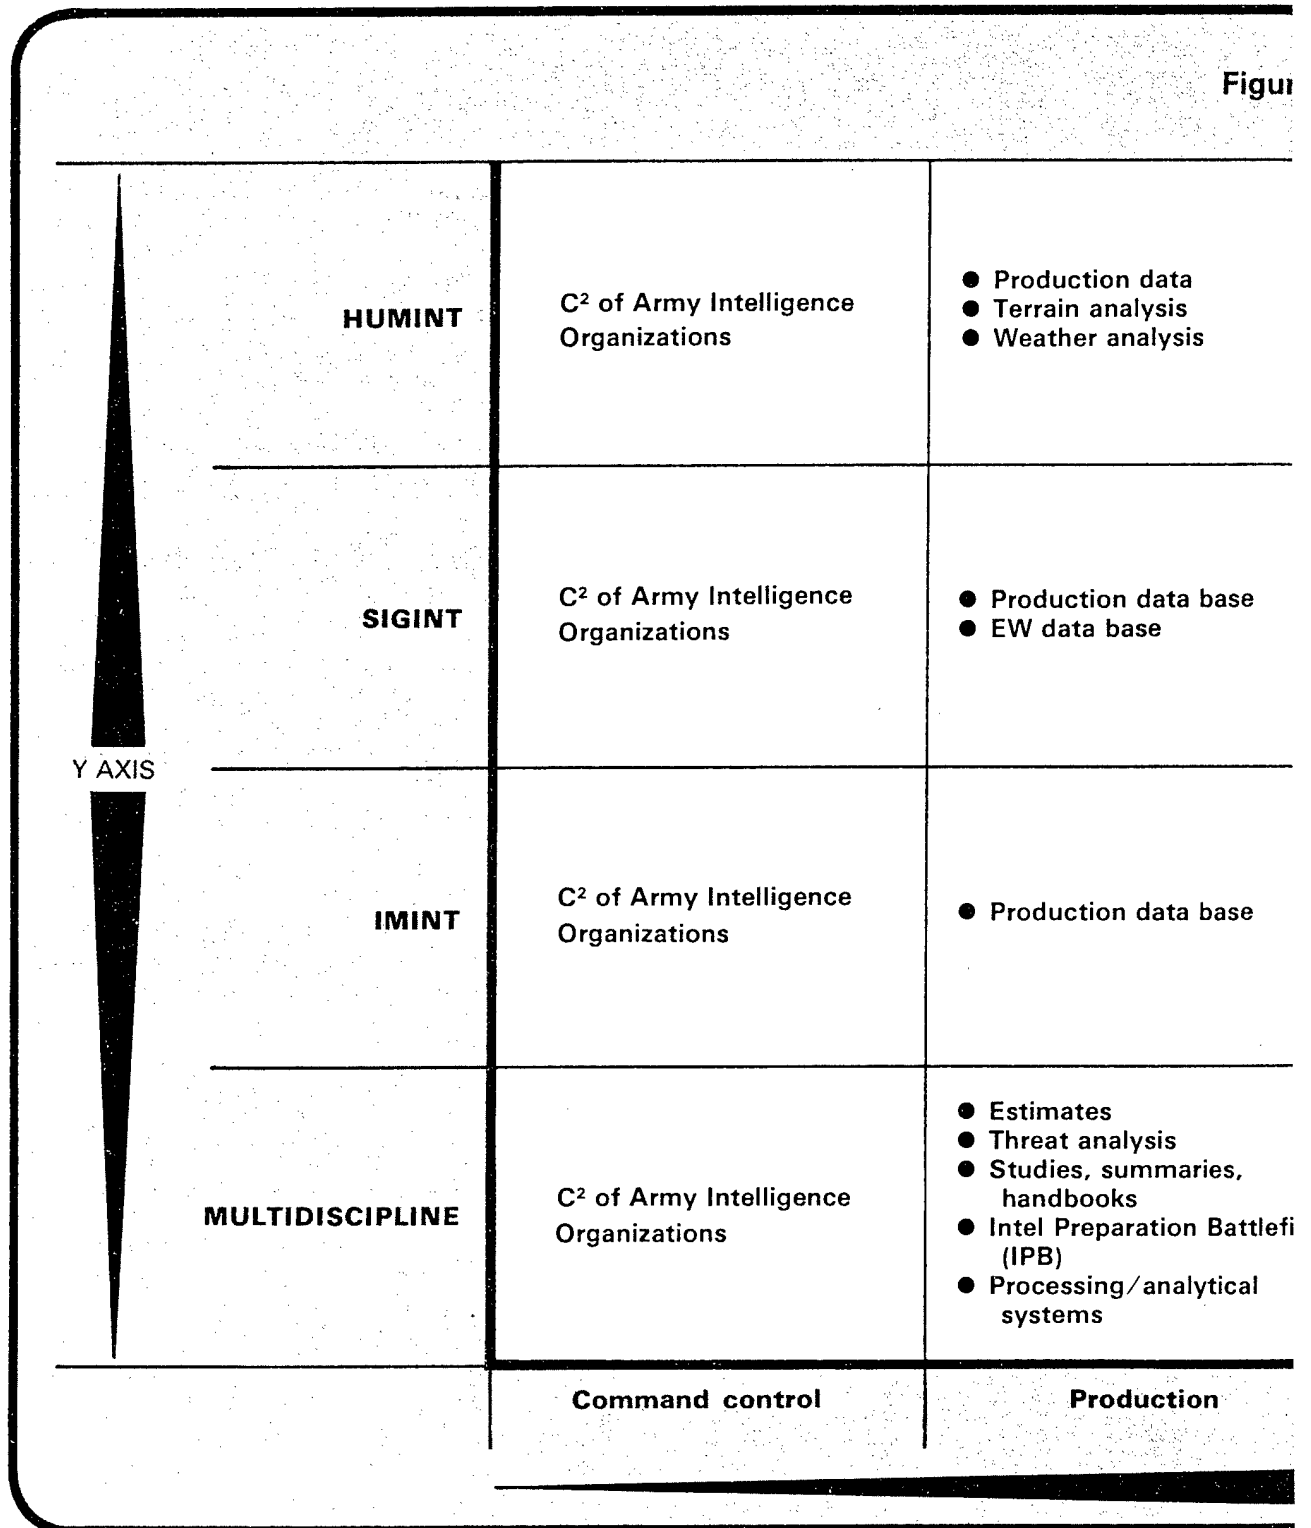 Figur
HUMINT
C² of Army Intelligence
Organizations
● Production data
● Terrain analysis
● Weather analysis
SIGINT
C² of Army Intelligence
Organizations
● Production data base
● EW data base
Y AXIS
IMINT
C² of Army Intelligence
Organizations
● Production data base
MULTIDISCIPLINE
C² of Army Intelligence
Organizations
● Estimates
● Threat analysis
● Studies, summaries,
handbooks
● Intel Preparation Battlefi
(IPB)
● Processing/analytical
systems
Command control
Production